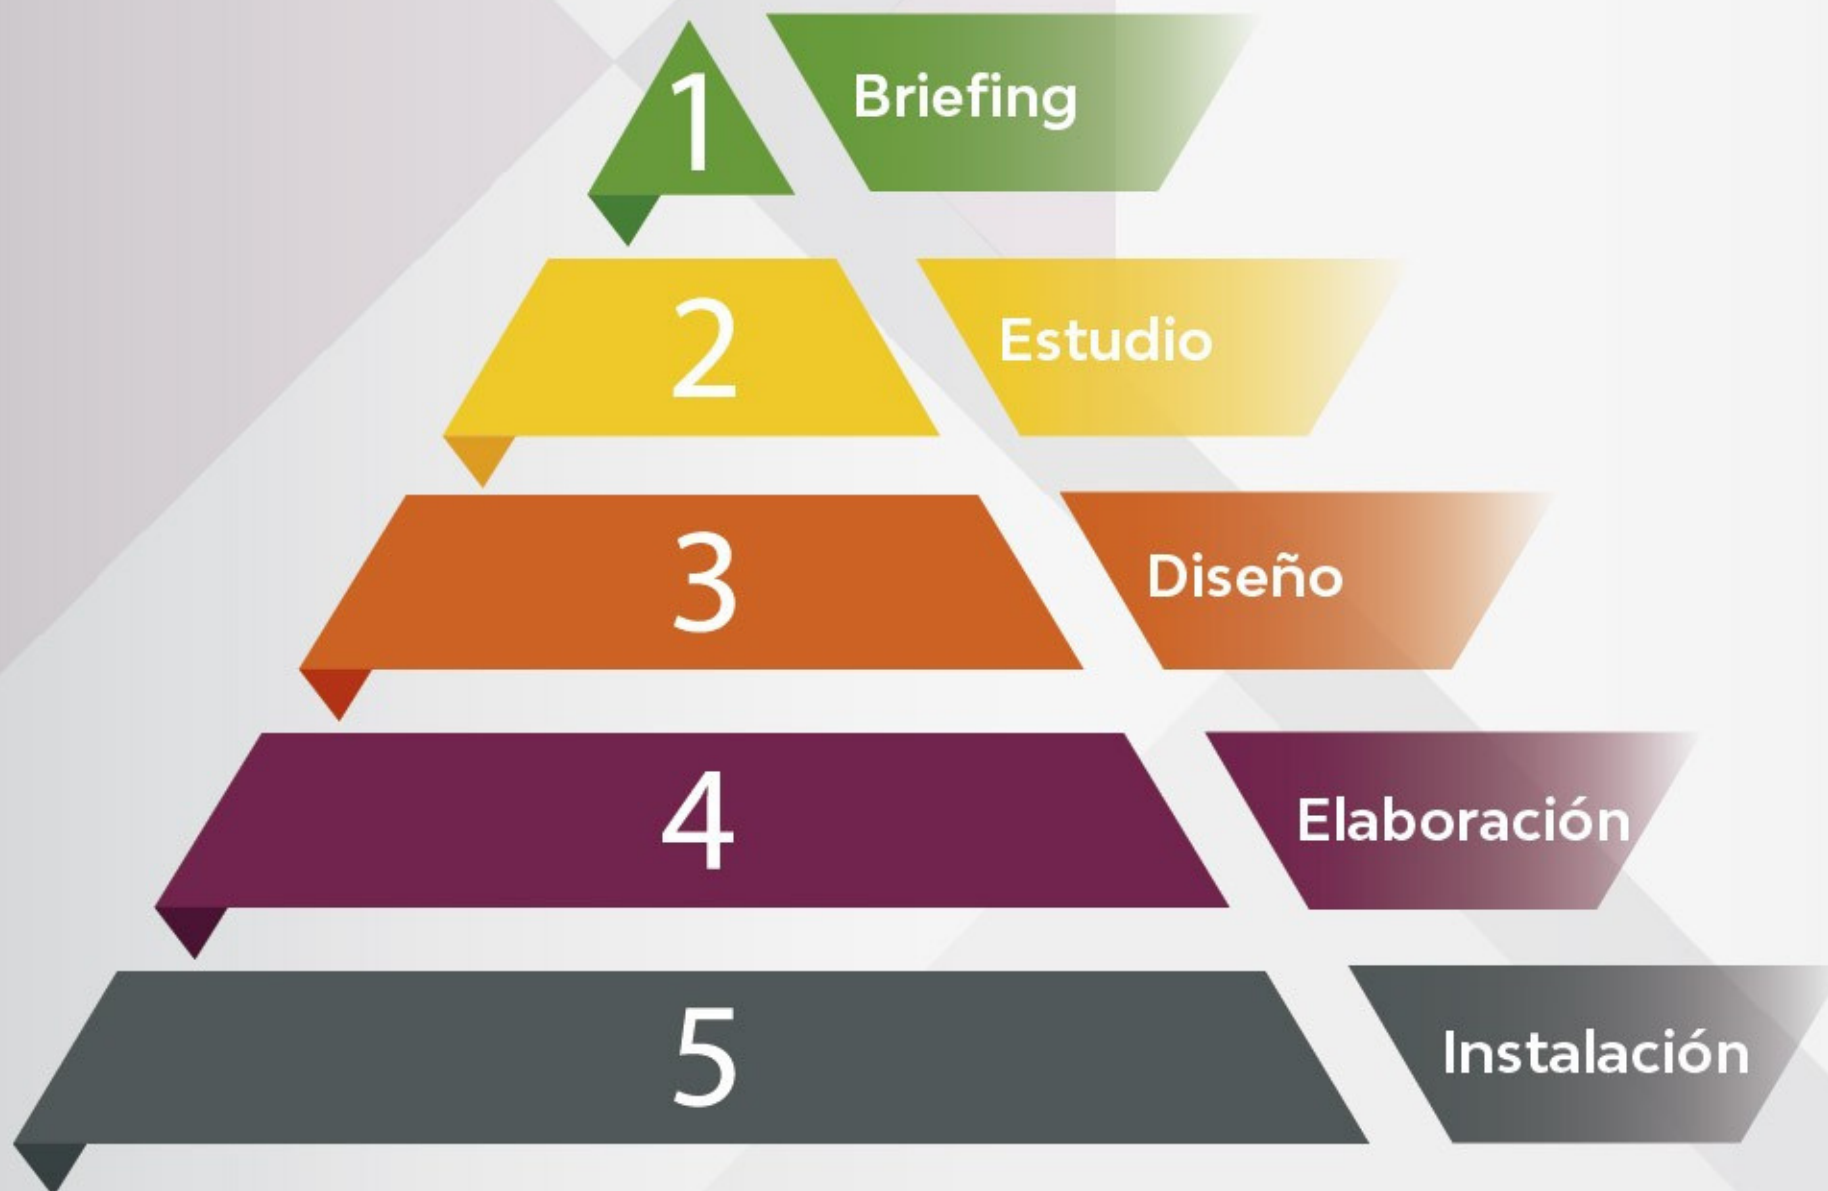 1 Briefing
2 Estudio
3 Diseño
4 Elaboración
5 Instalación